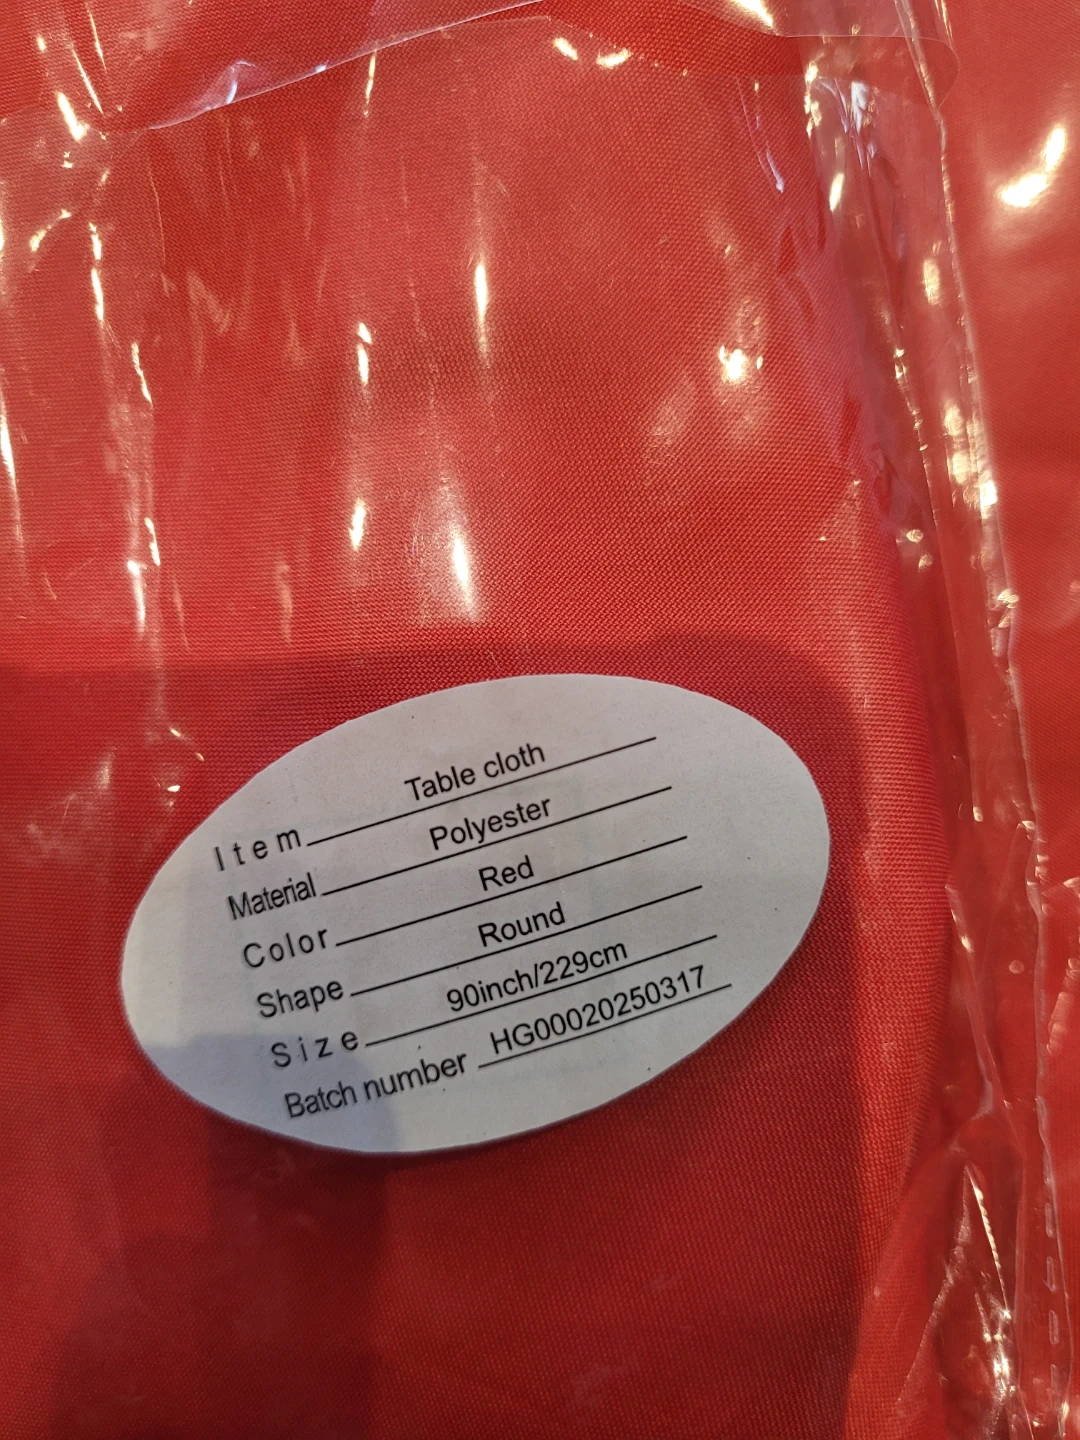 Item Table cloth
Material Polyester
Color Red
Shape Round
Size 90inch/229cm
Batch number HG00020250317